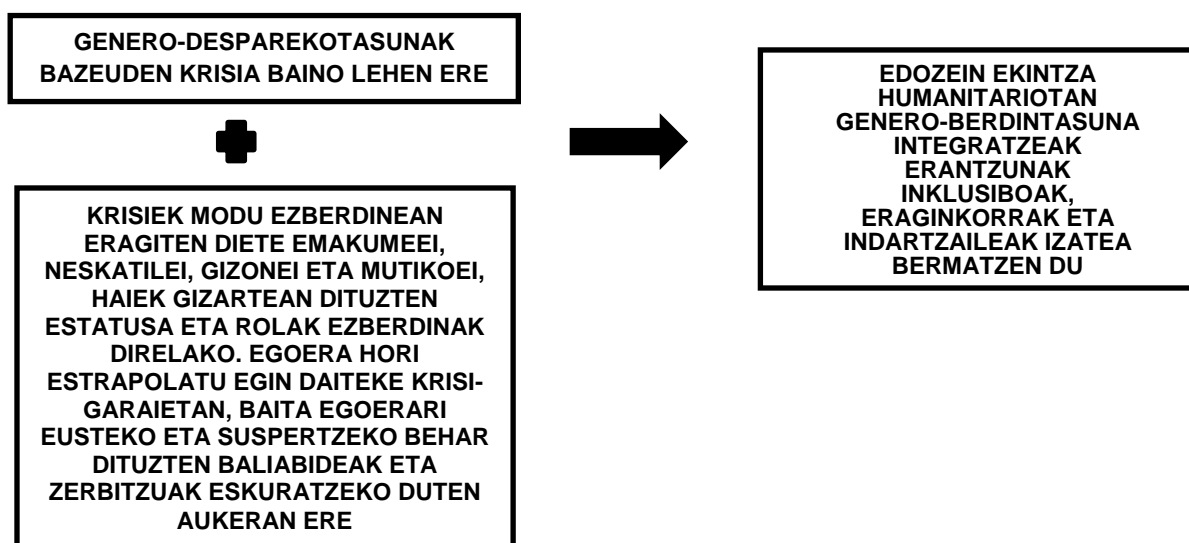 GENERO-DESPAREKOTASUNAK
BAZEUDEN KRISIA BAINO LEHEN ERE
KRISIEK MODU EZBERDINEAN
ERAGITEN DIETE EMAKUMEEI,
NESKATILEI, GIZONEI ETA MUTIKOEI,
HAIEK GIZARTEAN DITUZTEN
ESTATUSA ETA ROLAK EZBERDINAK
DIRELAKO. EGOERA HORI
ESTRAPOLATU EGIN DAITEKE KRISI-
GARAIETAN, BAITA EGOERARI
EUSTEKO ETA SUSPERTZEKO BEHAR
DITUZTEN BALIABIDEAK ETA
ZERBITZUAK ESKURATZEKO DUTEN
AUKERAN ERE
EDOZEIN EKINTZA
HUMANITARIOTAN
GENERO-BERDINTASUNA
INTEGRATZEAK
ERANTZUNAK
INKLUSIBOAK,
ERAGINKORRAK ETA
INDARTZAILEAK IZATEA
BERMATZEN DU